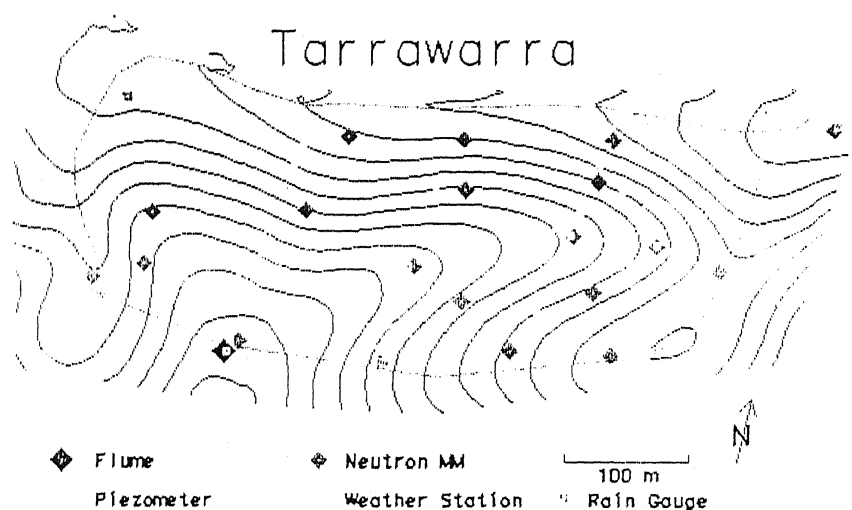 Tarrawarra
N
Flume
Neutron MM
100 m
Piezometer
Weather Station
Rain Gauge